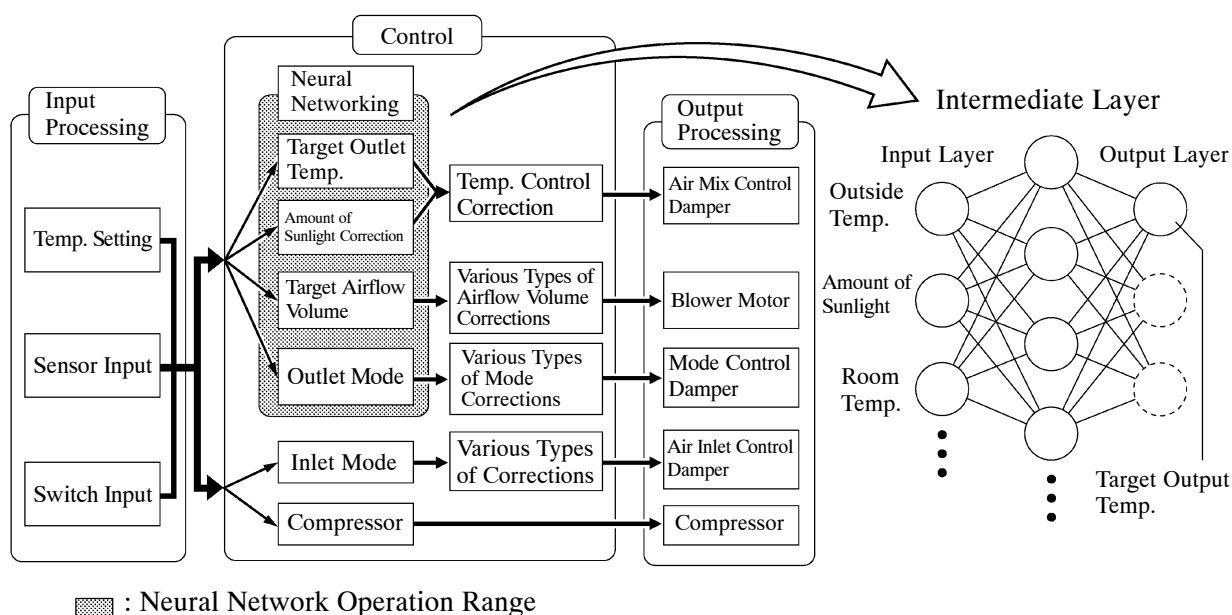 Control
Input
Processing
Temp. Setting
Sensor Input
Switch Input
Neural
Networking
Target Outlet
Temp.
Amount of
Sunlight Correction
Target Airflow
Volume
Outlet Mode
Inlet Mode
Compressor
Temp. Control
Correction
Various Types of
Airflow Volume
Corrections
Various Types
of Mode
Corrections
Various Types
of Corrections
Output
Processing
Air Mix Control
Damper
Blower Motor
Mode Control
Damper
Air Inlet Control
Damper
Compressor
Intermediate Layer
Input Layer
Output Layer
Outside
Temp.
Amount of
Sunlight
Room
Temp.
Target Output
Temp.
: Neural Network Operation Range